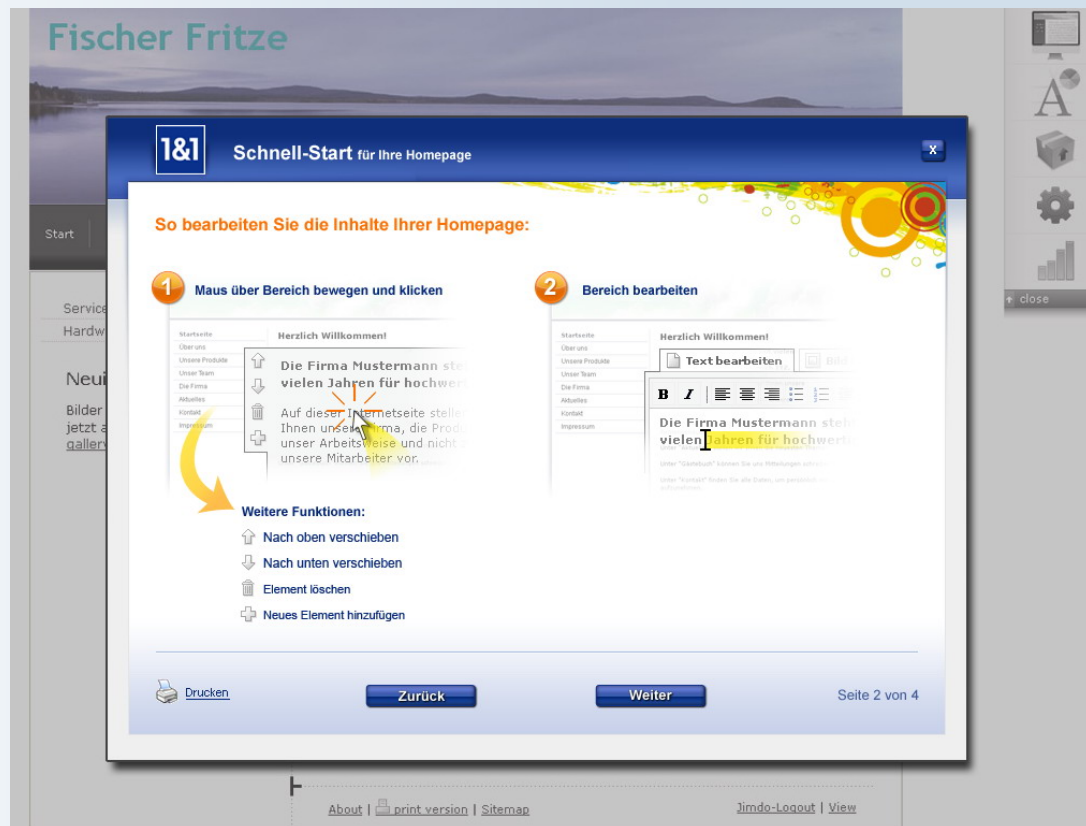 Fischer Fritze
1&1
Schnell-Start für Ihre Homepage
x
Start
Service
Hardw
Neui
Bilder
jetzt a
gallery
close
So bearbeiten Sie die Inhalte Ihrer Homepage:
1
Maus über Bereich bewegen und klicken
Startseite
Über uns
Unsere Produkte
Unser Team
Die Firma
Aktuelles
Kontakt
Impressum
Herzlich Willkommen!
Die Firma Mustermann ste
vielen Jahren für hochwer
Auf dieser Internetseite stelle
Ihnen unsere Firma, die Prod
unser Arbeitsweise und nicht
unsere Mitarbeiter vor.
Weitere Funktionen:
Nach oben verschieben
Nach unten verschieben
Element löschen
Neues Element hinzufügen
2
Bereich bearbeiten
Startseite
Über uns
Unsere Produkte
Unser Team
Die Firma
Aktuelles
Kontakt
Impressum
Herzlich Willkommen!
Text bearbeiten
Bild
B I
Die Firma Mustermann steh
vielen Jahren für hochwerti
Drucken
Zurück
Weiter
Seite 2 von 4
About | print version | Sitemap
Jimdo-Logout | View